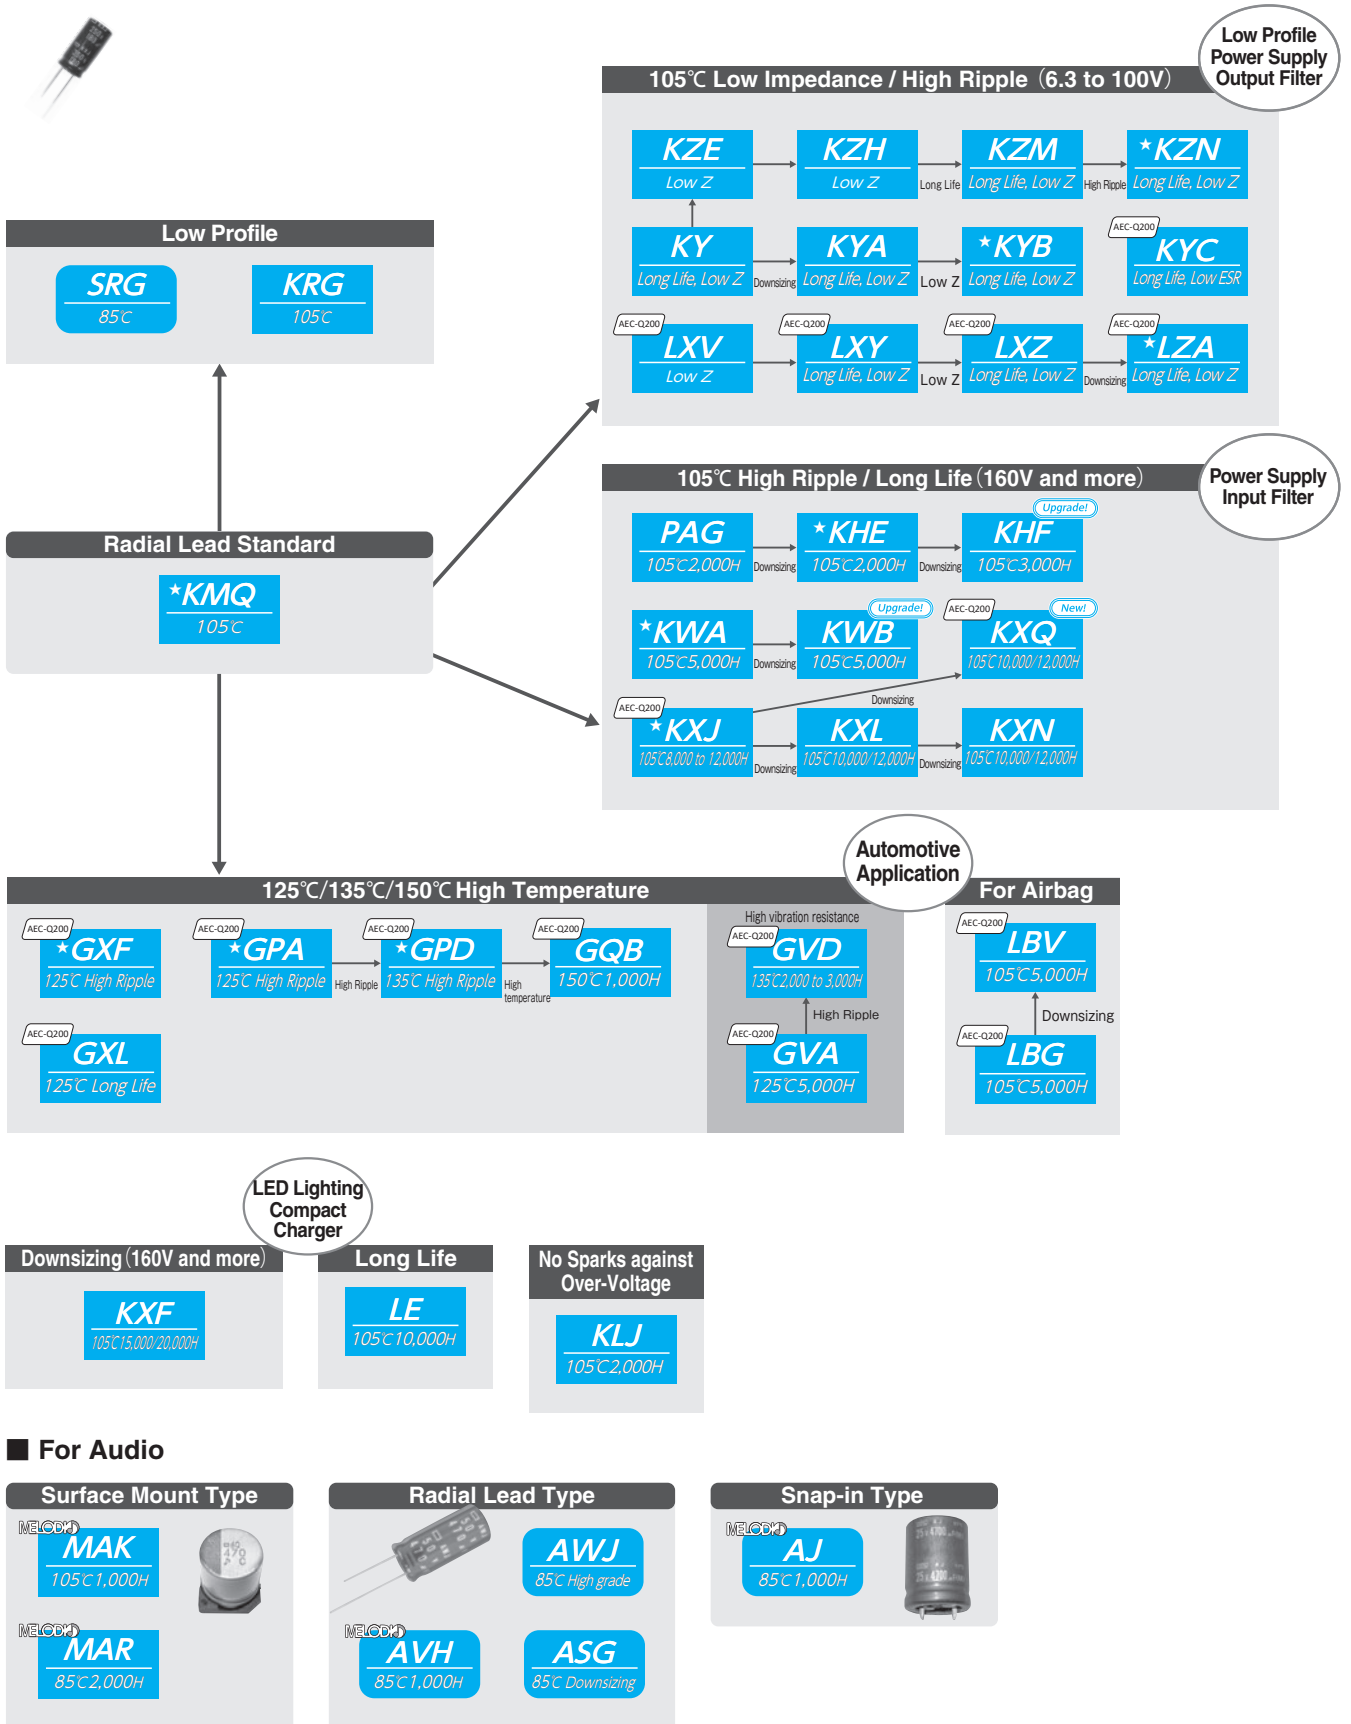 Low Profile
Power Supply
Output Filter
105℃ Low Impedance / High Ripple (6.3 to 100V)
KZE
Low Z
KZH
Low Z
Long Life
KZM
Long Life, Low Z
High Ripple
★KZN
Long Life, Low Z
KY
Long Life, Low Z
Downsizing
KYA
Long Life, Low Z
Low Z
★KYB
Long Life, Low Z
AEC-Q200
KYC
Long Life, Low ESR
AEC-Q200
LXV
Low Z
AEC-Q200
LXY
Long Life, Low Z
Low Z
AEC-Q200
LXZ
Long Life, Low Z
Downsizing
AEC-Q200
★LZA
Long Life, Low Z
Low Profile
SRG
85℃
KRG
105℃
Radial Lead Standard
★KMQ
105℃
Power Supply
Input Filter
105℃ High Ripple / Long Life (160V and more)
PAG
105℃2,000H
Downsizing
★KHE
105℃2,000H
Downsizing
Upgrade!
KHF
105℃3,000H
★KWA
105℃5,000H
Downsizing
Upgrade!
KWB
105℃5,000H
AEC-Q200
New!
KXQ
105℃10,000/12,000H
Downsizing
AEC-Q200
★KXJ
105℃8,000 to 12,000H
Downsizing
KXL
105℃10,000/12,000H
Downsizing
KXN
105℃10,000/12,000H
Automotive
Application
125℃/135℃/150℃ High Temperature
AEC-Q200
★GXF
125℃ High Ripple
AEC-Q200
★GPA
125℃ High Ripple
High Ripple
AEC-Q200
★GPD
135℃ High Ripple
High
temperature
AEC-Q200
GQB
150℃1,000H
AEC-Q200
GXL
125℃ Long Life
High vibration resistance
AEC-Q200
GVD
135℃2,000 to 3,000H
High Ripple
AEC-Q200
GVA
125℃5,000H
For Airbag
AEC-Q200
LBV
105℃5,000H
Downsizing
AEC-Q200
LBG
105℃5,000H
LED Lighting
Compact
Charger
Downsizing (160V and more)
KXF
105℃15,000/20,000H
Long Life
LE
105℃10,000H
No Sparks against
Over-Voltage
KLJ
105℃2,000H
■ For Audio
Surface Mount Type
MELODIO
MAK
105℃1,000H
MELODIO
MAR
85℃2,000H
Radial Lead Type
AWJ
85℃ High grade
MELODIO
AVH
85℃1,000H
ASG
85℃ Downsizing
Snap-in Type
MELODIO
AJ
85℃1,000H